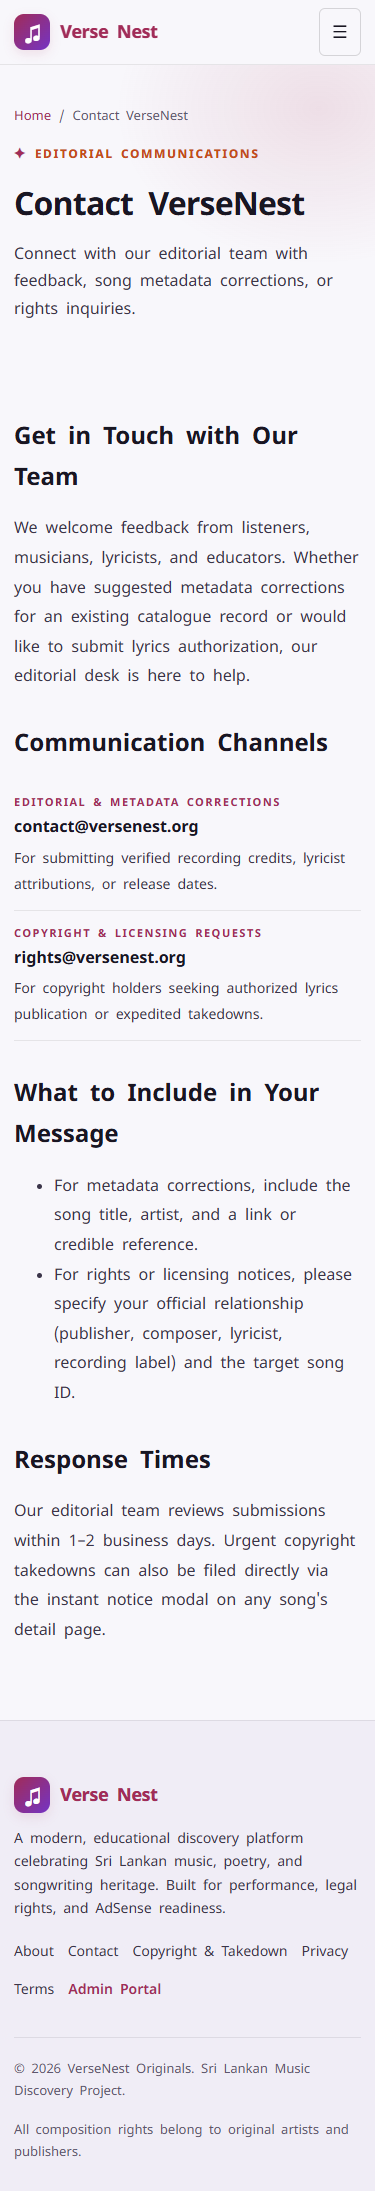 Verse Nest
☰
Home / Contact VerseNest
✦ EDITORIAL COMMUNICATIONS
Contact VerseNest
Connect with our editorial team with
feedback, song metadata corrections, or
rights inquiries.
Get in Touch with Our
Team
We welcome feedback from listeners,
musicians, lyricists, and educators. Whether
you have suggested metadata corrections
for an existing catalogue record or would
like to submit lyrics authorization, our
editorial desk is here to help.
Communication Channels
EDITORIAL & METADATA CORRECTIONS
contact@versenest.org
For submitting verified recording credits, lyricist
attributions, or release dates.
COPYRIGHT & LICENSING REQUESTS
rights@versenest.org
For copyright holders seeking authorized lyrics
publication or expedited takedowns.
What to Include in Your
Message
• For metadata corrections, include the
song title, artist, and a link or
credible reference.
• For rights or licensing notices, please
specify your official relationship
(publisher, composer, lyricist,
recording label) and the target song
ID.
Response Times
Our editorial team reviews submissions
within 1–2 business days. Urgent copyright
takedowns can also be filed directly via
the instant notice modal on any song's
detail page.
Verse Nest
A modern, educational discovery platform
celebrating Sri Lankan music, poetry, and
songwriting heritage. Built for performance, legal
rights, and AdSense readiness.
About Contact Copyright & Takedown Privacy
Terms Admin Portal
© 2026 VerseNest Originals. Sri Lankan Music
Discovery Project.
All composition rights belong to original artists and
publishers.